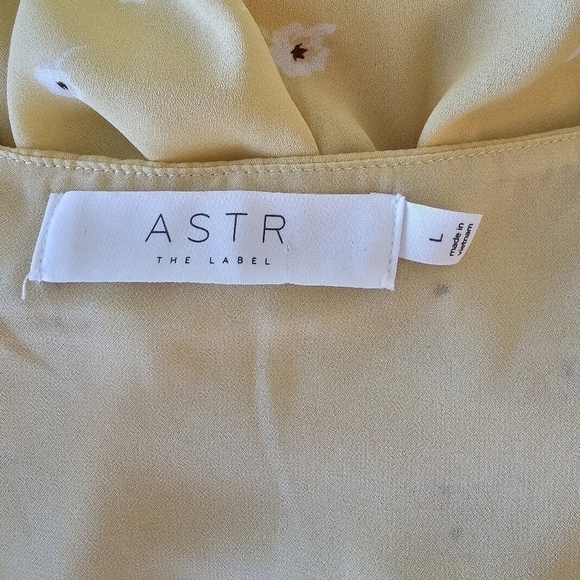 ASTR
THE LABEL
L
made in
vietnam